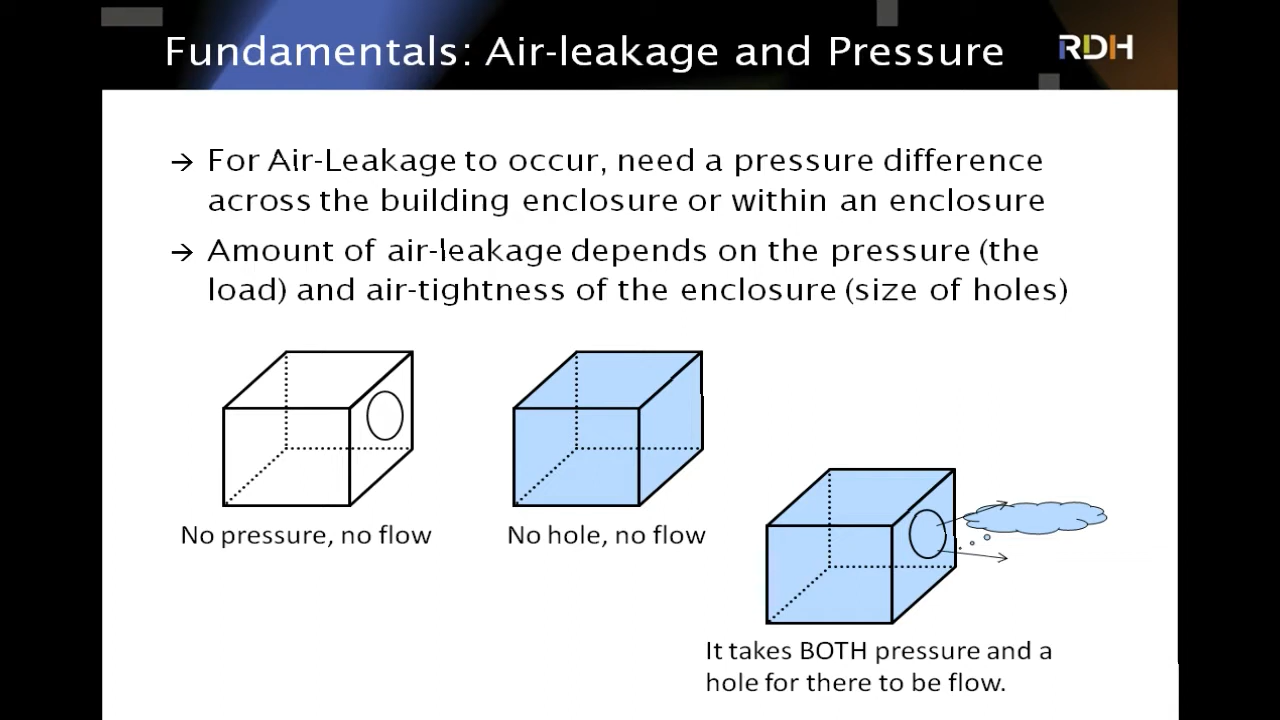 Fundamentals: Air-leakage and Pressure
RDH
→ For Air-Leakage to occur, need a pressure difference
across the building enclosure or within an enclosure
→ Amount of air-leakage depends on the pressure (the
load) and air-tightness of the enclosure (size of holes)
No pressure, no flow
No hole, no flow
It takes BOTH pressure and a
hole for there to be flow.